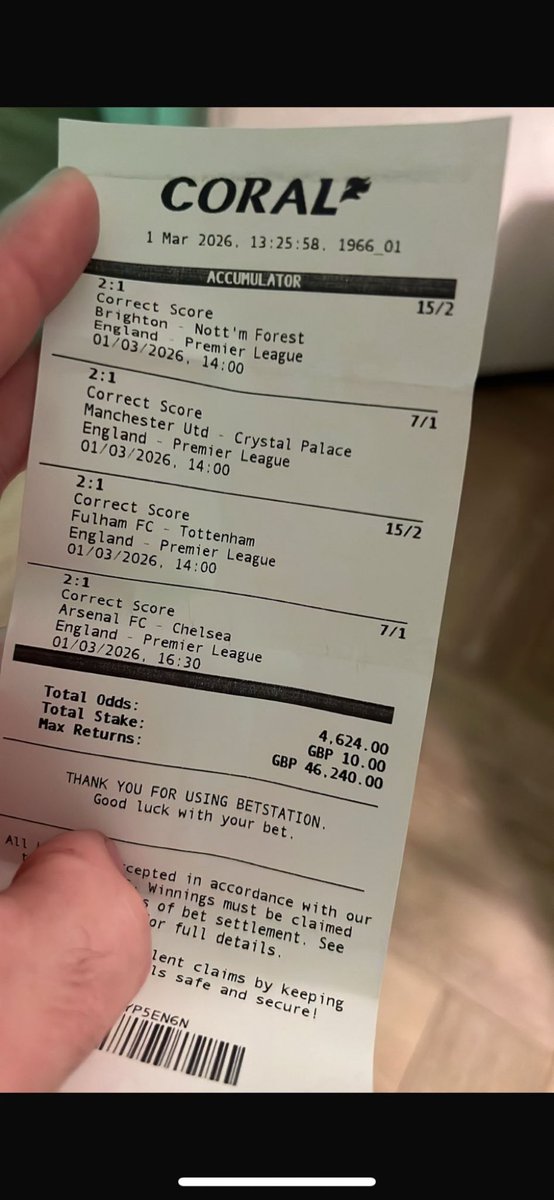 CORAL
1 Mar 2026, 13:25:58, 1966_01
ACCUMULATOR
2:1 15/2
Correct Score
Brighton - Nott'm Forest
England - Premier League
01/03/2026, 14:00
2:1 7/1
Correct Score
Manchester Utd - Crystal Palace
England - Premier League
01/03/2026, 14:00
2:1 15/2
Correct Score
Fulham FC - Tottenham
England - Premier League
01/03/2026, 14:00
2:1 7/1
Correct Score
Arsenal FC - Chelsea
England - Premier League
01/03/2026, 16:30
Total Odds: 4,624.00
Total Stake: GBP 10.00
Max Returns: GBP 46,240.00
THANK YOU FOR USING BETSTATION.
Good luck with your bet.
All cepted in accordance with our
. Winnings must be claimed
s of bet settlement. See
or full details.
lent claims by keeping
ls safe and secure!
YP5EN6N